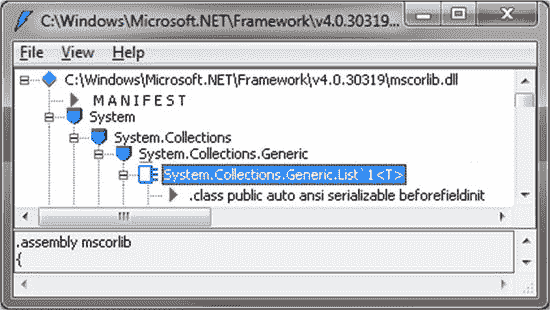 C:\Windows\Microsoft.NET\Framework\v4.0.30319...
File View Help
C:\Windows\Microsoft.NET\Framework\v4.0.30319\mscorlib.dll
M A N I F E S T
System
System.Collections
System.Collections.Generic
System.Collections.Generic.List`1<T>
.class public auto ansi serializable beforefieldinit
.assembly mscorlib
{